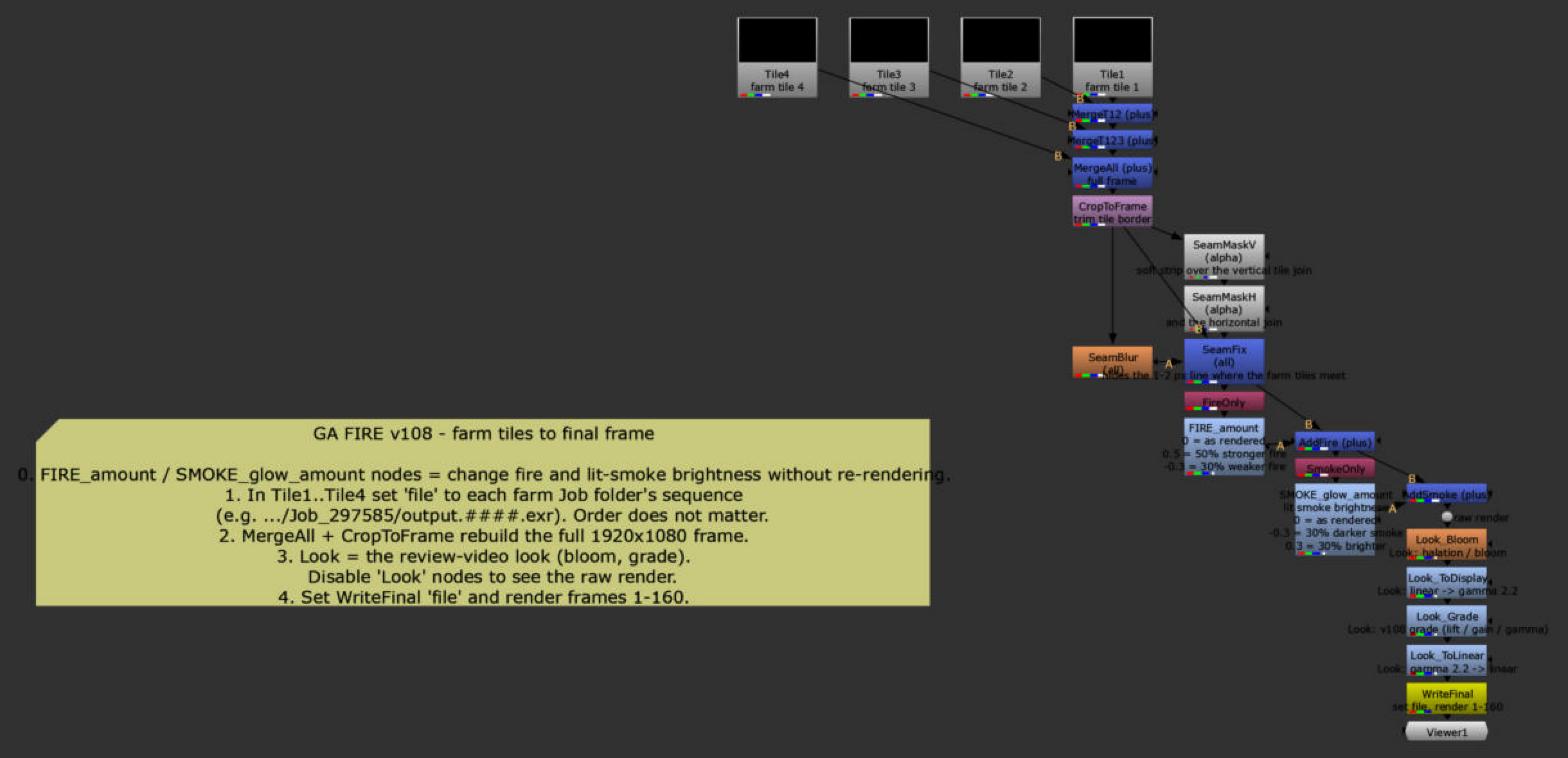 Tile4
farm tile 4
Tile3
farm tile 3
Tile2
farm tile 2
Tile1
farm tile 1
B
MergeT12 (plus)
B
MergeT123 (plus)
B
MergeAll (plus)
full frame
CropToFrame
trim tile border
SeamMaskV
(alpha)
soft strip over the vertical tile join
SeamMaskH
(alpha)
and the horizontal join
B
SeamBlur
(all)
A
SeamFix
(all)
hides the 1-2 px line where the farm tiles meet
FireOnly
FIRE_amount
0 = as rendered
0.5 = 50% stronger fire
-0.3 = 30% weaker fire
A
B
AddFire (plus)
SmokeOnly
SMOKE_glow_amount
lit smoke brightness
0 = as rendered
-0.3 = 30% darker smoke
0.3 = 30% brighter
A
B
AddSmoke (plus)
raw render
Look_Bloom
Look: halation / bloom
Look_ToDisplay
Look: linear -> gamma 2.2
Look_Grade
Look: v108 grade (lift / gain / gamma)
Look_ToLinear
Look: gamma 2.2 -> linear
WriteFinal
set file, render 1-160
Viewer1
GA FIRE v108 - farm tiles to final frame
0. FIRE_amount / SMOKE_glow_amount nodes = change fire and lit-smoke brightness without re-rendering.
1. In Tile1..Tile4 set 'file' to each farm Job folder's sequence
(e.g. .../Job_297585/output.####.exr). Order does not matter.
2. MergeAll + CropToFrame rebuild the full 1920x1080 frame.
3. Look = the review-video look (bloom, grade).
Disable 'Look' nodes to see the raw render.
4. Set WriteFinal 'file' and render frames 1-160.